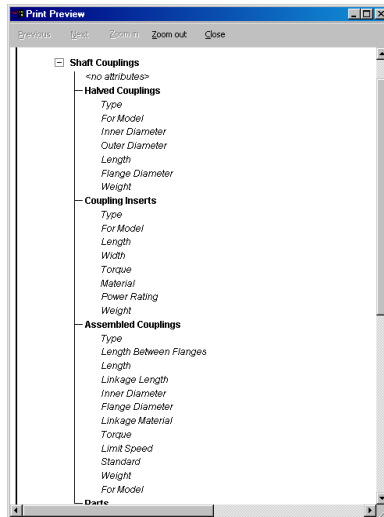 Print Preview
Previous Next Zoom in Zoom out Close
Shaft Couplings
<no attributes>
Halved Couplings
Type
For Model
Inner Diameter
Outer Diameter
Length
Flange Diameter
Weight
Coupling Inserts
Type
For Model
Length
Width
Torque
Material
Power Rating
Weight
Assembled Couplings
Type
Length Between Flanges
Length
Linkage Length
Inner Diameter
Flange Diameter
Linkage Material
Torque
Limit Speed
Standard
Weight
For Model
Parts